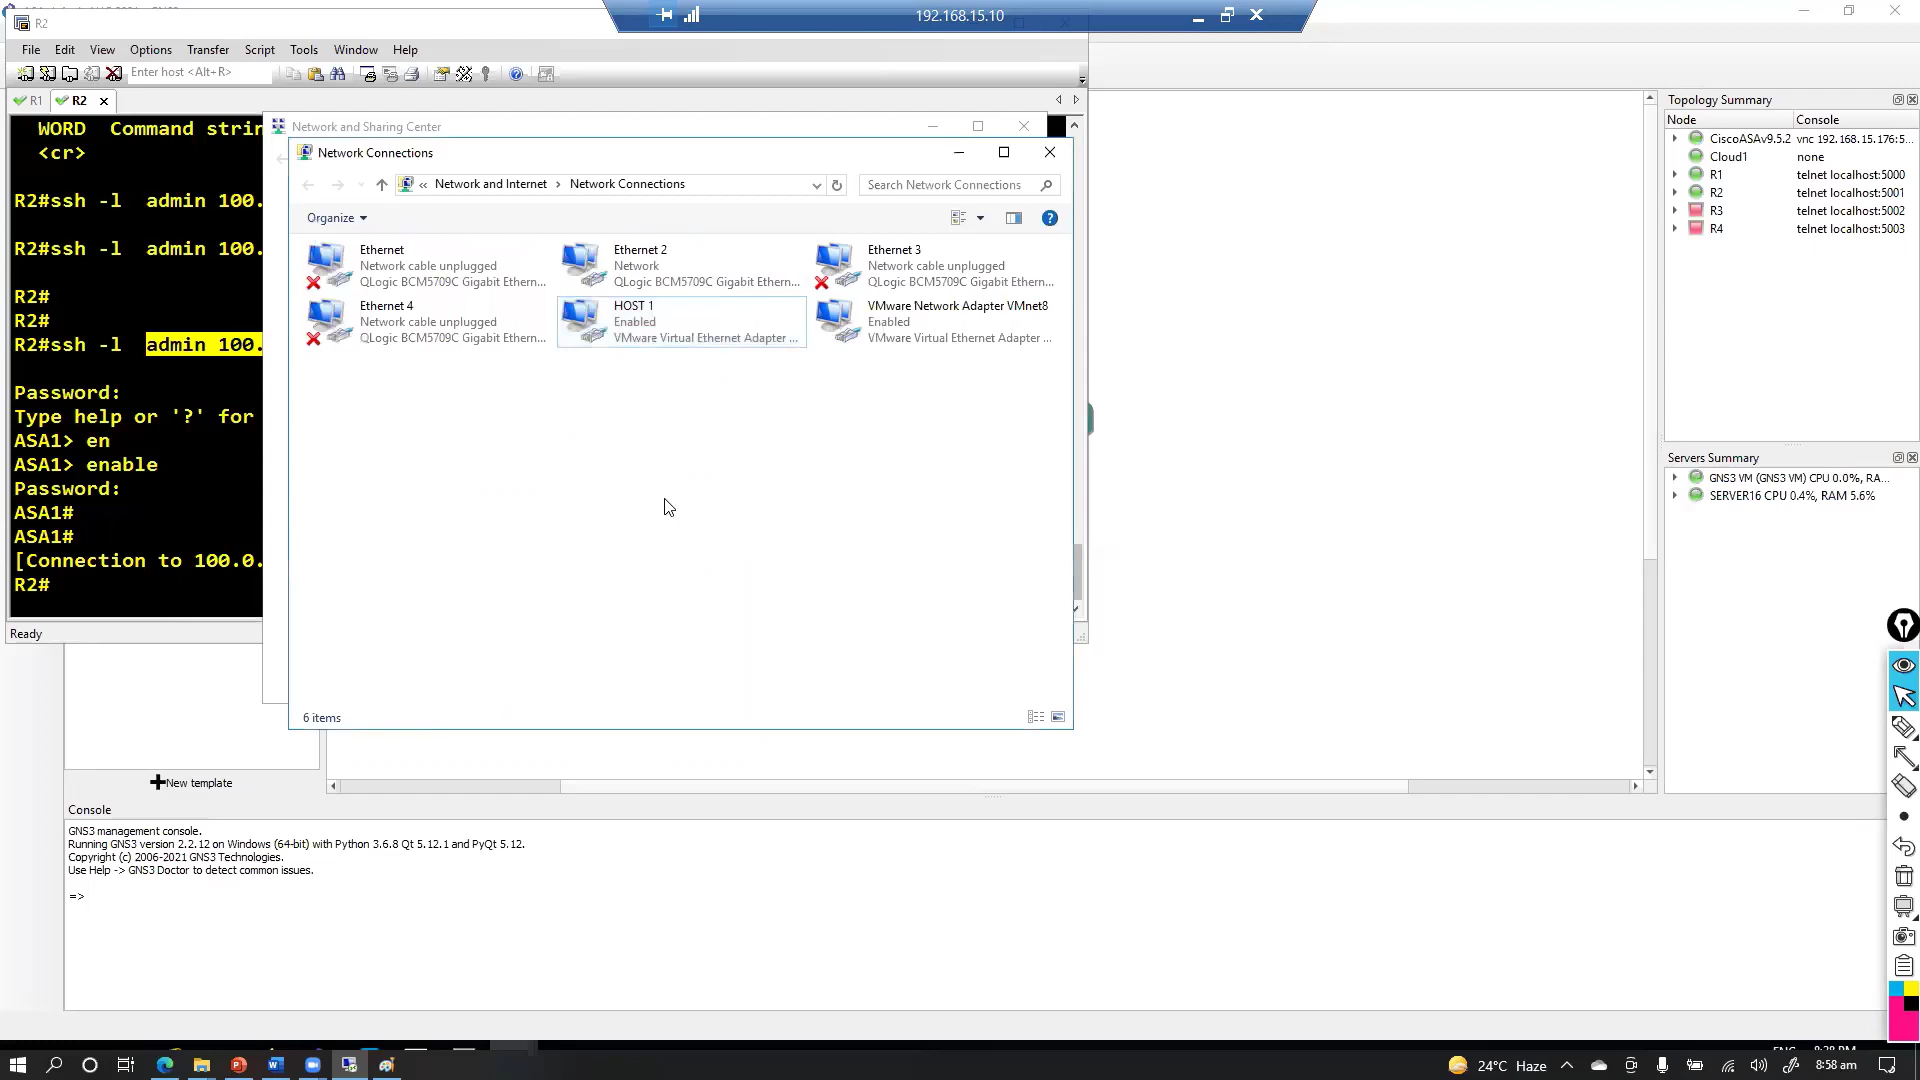 R2
192.168.15.10
File Edit View Options Transfer Script Tools Window Help
Enter host <Alt+R>
R1 R2
WORD Command strin
<cr>
R2#ssh -l admin 100.
R2#ssh -l admin 100.
R2#
R2#
R2#ssh -l admin 100.
Password:
Type help or '?' for
ASA1> en
ASA1> enable
Password:
ASA1#
ASA1#
[Connection to 100.0.
R2#
Ready
Network and Sharing Center
Network Connections
« Network and Internet > Network Connections
Search Network Connections
Organize
Ethernet
Network cable unplugged
QLogic BCM5709C Gigabit Ethern...
Ethernet 2
Network
QLogic BCM5709C Gigabit Ethern...
Ethernet 3
Network cable unplugged
QLogic BCM5709C Gigabit Ethern...
Ethernet 4
Network cable unplugged
QLogic BCM5709C Gigabit Ethern...
HOST 1
Enabled
VMware Virtual Ethernet Adapter ...
VMware Network Adapter VMnet8
Enabled
VMware Virtual Ethernet Adapter ...
6 items
Topology Summary
Node Console
CiscoASAv9.5.2 vnc 192.168.15.176:5...
Cloud1 none
R1 telnet localhost:5000
R2 telnet localhost:5001
R3 telnet localhost:5002
R4 telnet localhost:5003
Servers Summary
GNS3 VM (GNS3 VM) CPU 0.0%, RA...
SERVER16 CPU 0.4%, RAM 5.6%
New template
Console
GNS3 management console.
Running GNS3 version 2.2.12 on Windows (64-bit) with Python 3.6.8 Qt 5.12.1 and PyQt 5.12.
Copyright (c) 2006-2021 GNS3 Technologies.
Use Help -> GNS3 Doctor to detect common issues.
=>
24°C Haze
8:58 am